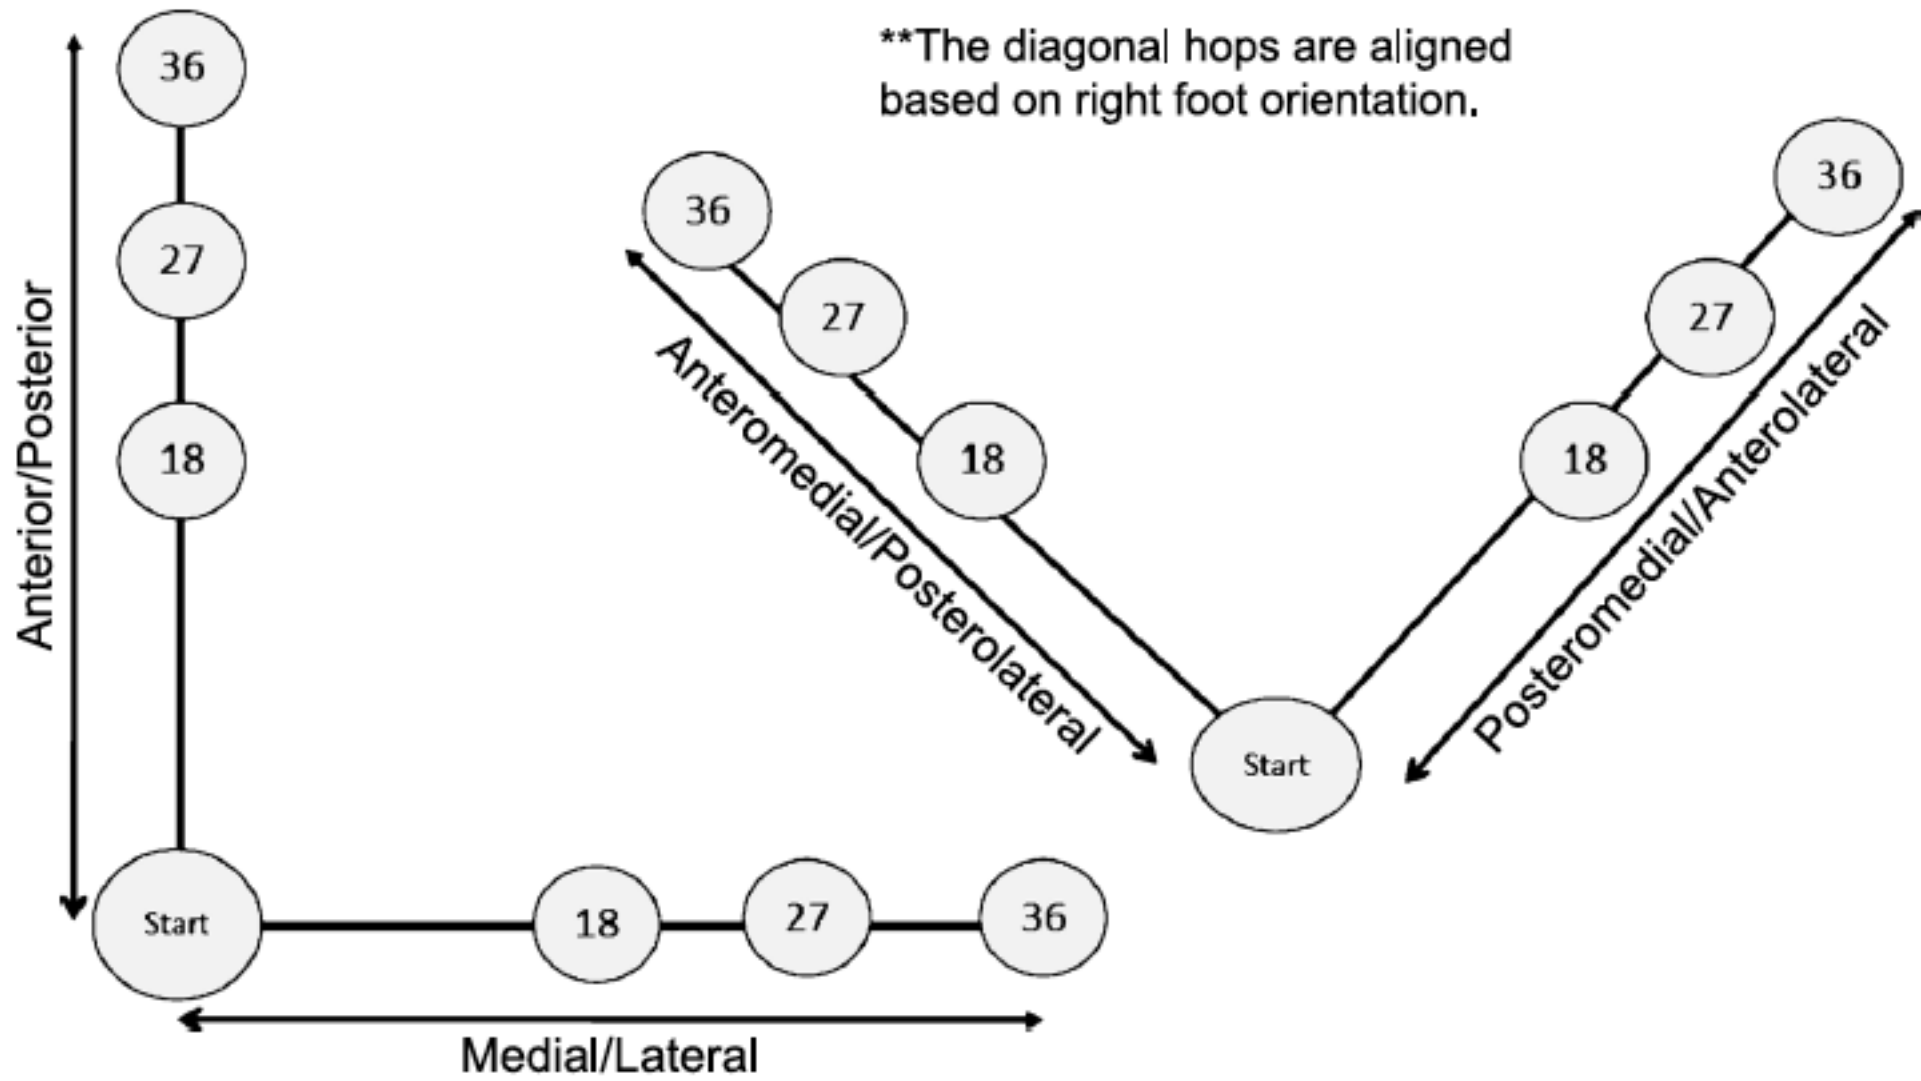 **The diagonal hops are aligned
based on right foot orientation.
36
27
18
Start
Anterior/Posterior
18
27
36
Medial/Lateral
36
27
18
Anteromedial/Posterolateral
Start
36
27
18
Posteromedial/Anterolateral